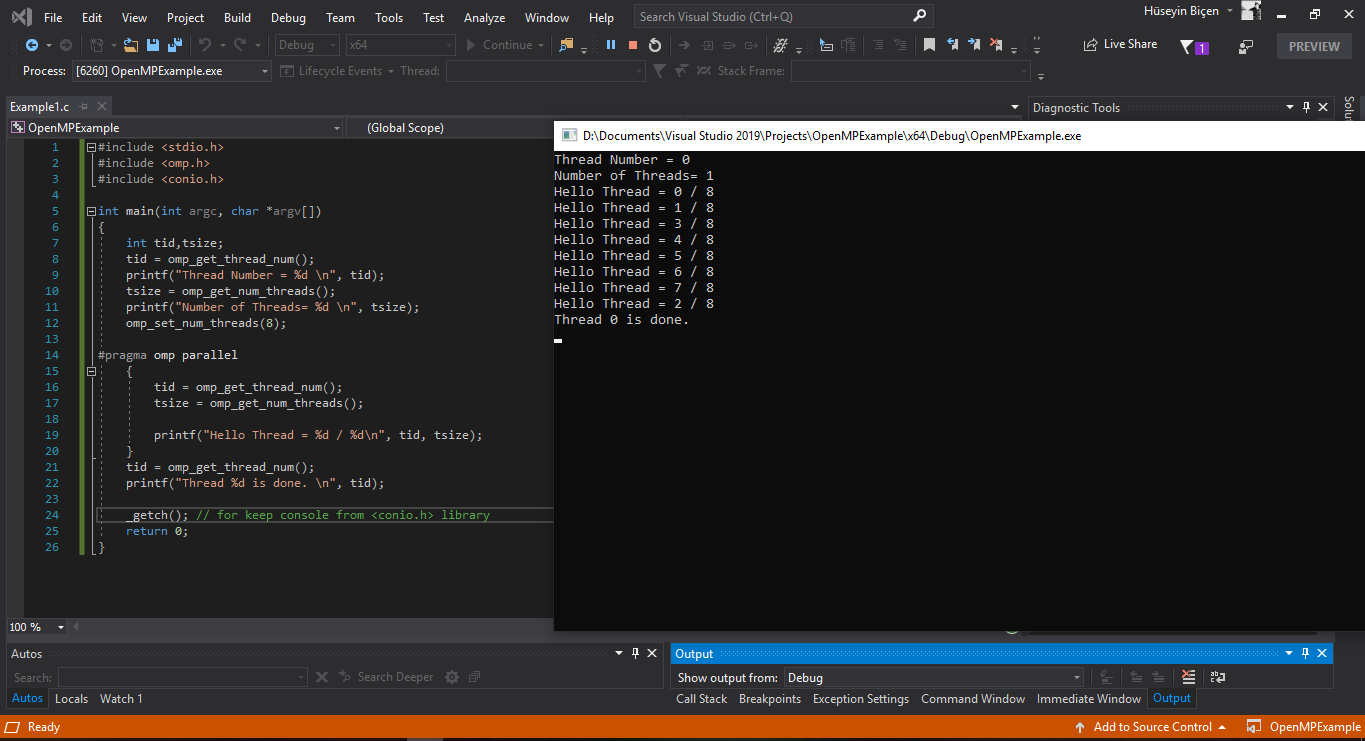 File Edit View Project Build Debug Team Tools Test Analyze Window Help Search Visual Studio (Ctrl+Q) Hüseyin Biçen
Debug x64 Continue Live Share 1 PREVIEW
Process: [6260] OpenMPExample.exe Lifecycle Events Thread: Stack Frame:
Example1.c
OpenMPExample (Global Scope)
1 #include <stdio.h>
2 #include <omp.h>
3 #include <conio.h>
4
5 int main(int argc, char *argv[])
6 {
7 int tid,tsize;
8 tid = omp_get_thread_num();
9 printf("Thread Number = %d \n", tid);
10 tsize = omp_get_num_threads();
11 printf("Number of Threads= %d \n", tsize);
12 omp_set_num_threads(8);
13
14 #pragma omp parallel
15 {
16 tid = omp_get_thread_num();
17 tsize = omp_get_num_threads();
18
19 printf("Hello Thread = %d / %d\n", tid, tsize);
20 }
21 tid = omp_get_thread_num();
22 printf("Thread %d is done. \n", tid);
23
24 _getch(); // for keep console from <conio.h> library
25 return 0;
26 }
100 %
Diagnostic Tools
D:\Documents\Visual Studio 2019\Projects\OpenMPExample\x64\Debug\OpenMPExample.exe
Thread Number = 0
Number of Threads= 1
Hello Thread = 0 / 8
Hello Thread = 1 / 8
Hello Thread = 3 / 8
Hello Thread = 4 / 8
Hello Thread = 5 / 8
Hello Thread = 6 / 8
Hello Thread = 7 / 8
Hello Thread = 2 / 8
Thread 0 is done.
Autos
Search: Search Deeper
Autos Locals Watch 1
Output
Show output from: Debug
Call Stack Breakpoints Exception Settings Command Window Immediate Window Output
Ready Add to Source Control OpenMPExample